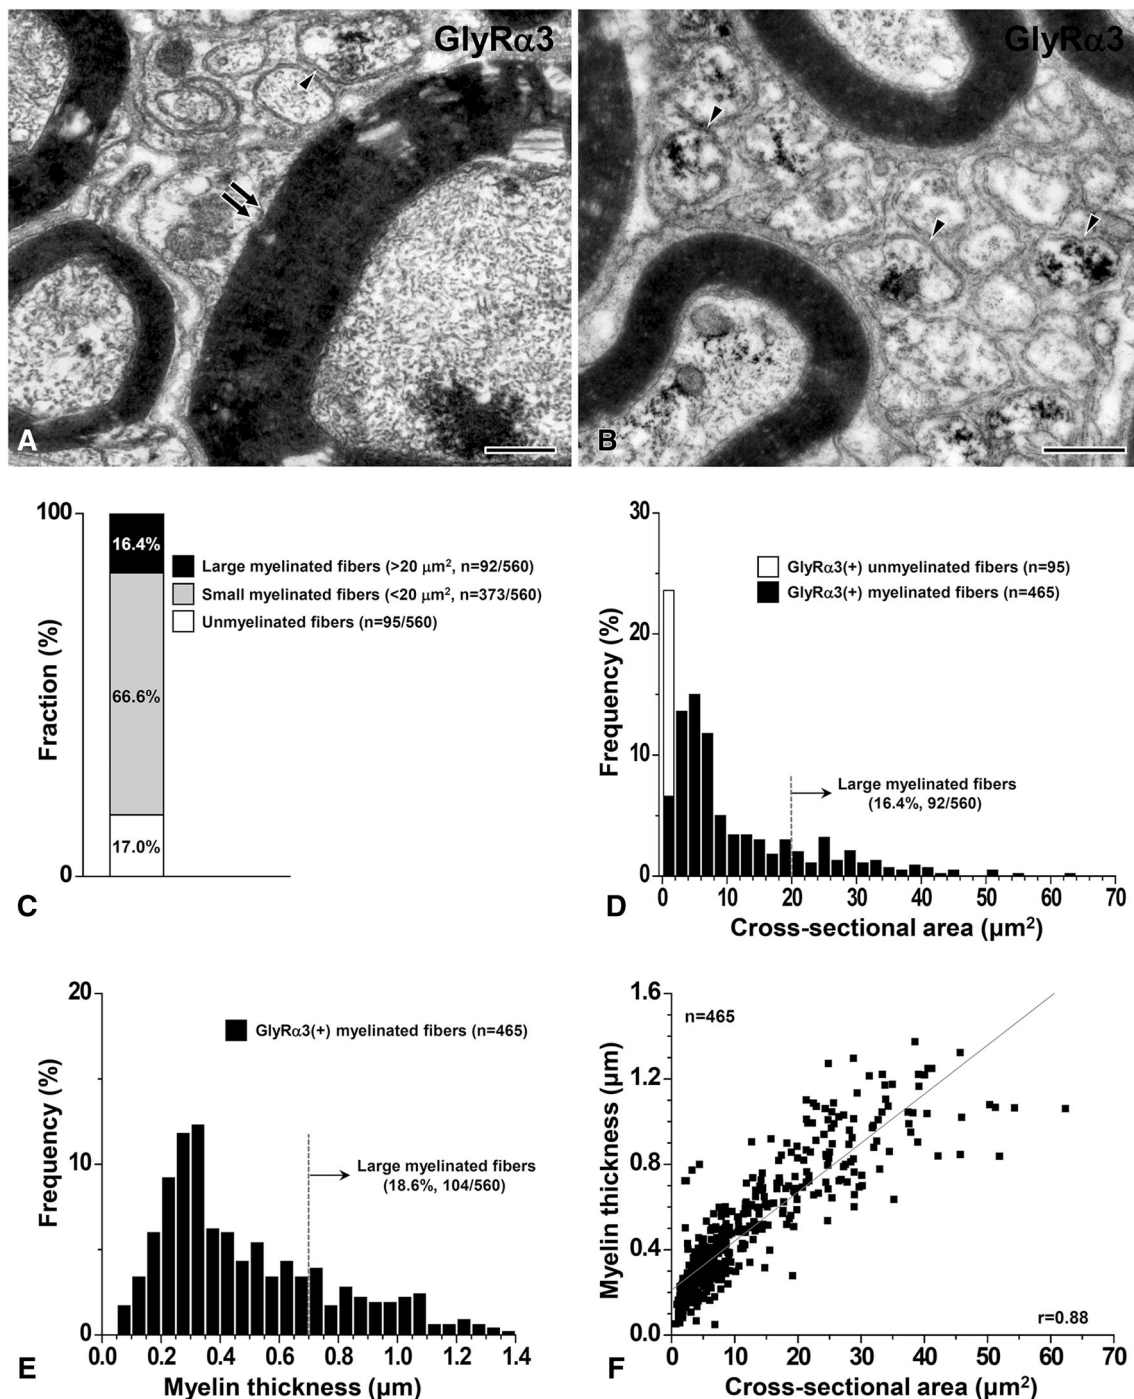 GlyRα3
A
GlyRα3
B
100
0
Fraction (%)
16.4%
66.6%
17.0%
Large myelinated fibers (>20 μm², n=92/560)
Small myelinated fibers (<20 μm², n=373/560)
Unmyelinated fibers (n=95/560)
C
30
20
10
0
Frequency (%)
GlyRα3(+) unmyelinated fibers (n=95)
GlyRα3(+) myelinated fibers (n=465)
Large myelinated fibers
(16.4%, 92/560)
0 10 20 30 40 50 60 70
Cross-sectional area (μm²)
D
20
10
0
Frequency (%)
GlyRα3(+) myelinated fibers (n=465)
Large myelinated fibers
(18.6%, 104/560)
0.0 0.2 0.4 0.6 0.8 1.0 1.2 1.4
Myelin thickness (μm)
E
1.6
1.2
0.8
0.4
0.0
Myelin thickness (μm)
n=465
r=0.88
0 10 20 30 40 50 60 70
Cross-sectional area (μm²)
F